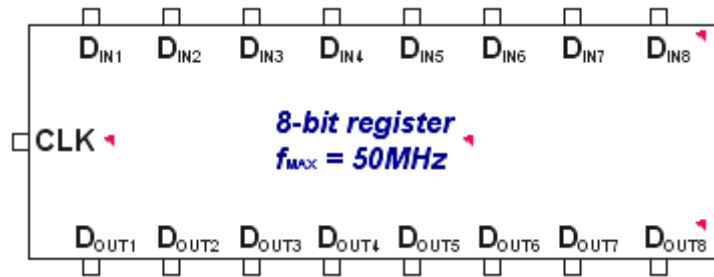 DIN1 DIN2 DIN3 DIN4 DIN5 DIN6 DIN7 DIN8
CLK
8-bit register
fMAX = 50MHz
DOUT1 DOUT2 DOUT3 DOUT4 DOUT5 DOUT6 DOUT7 DOUT8